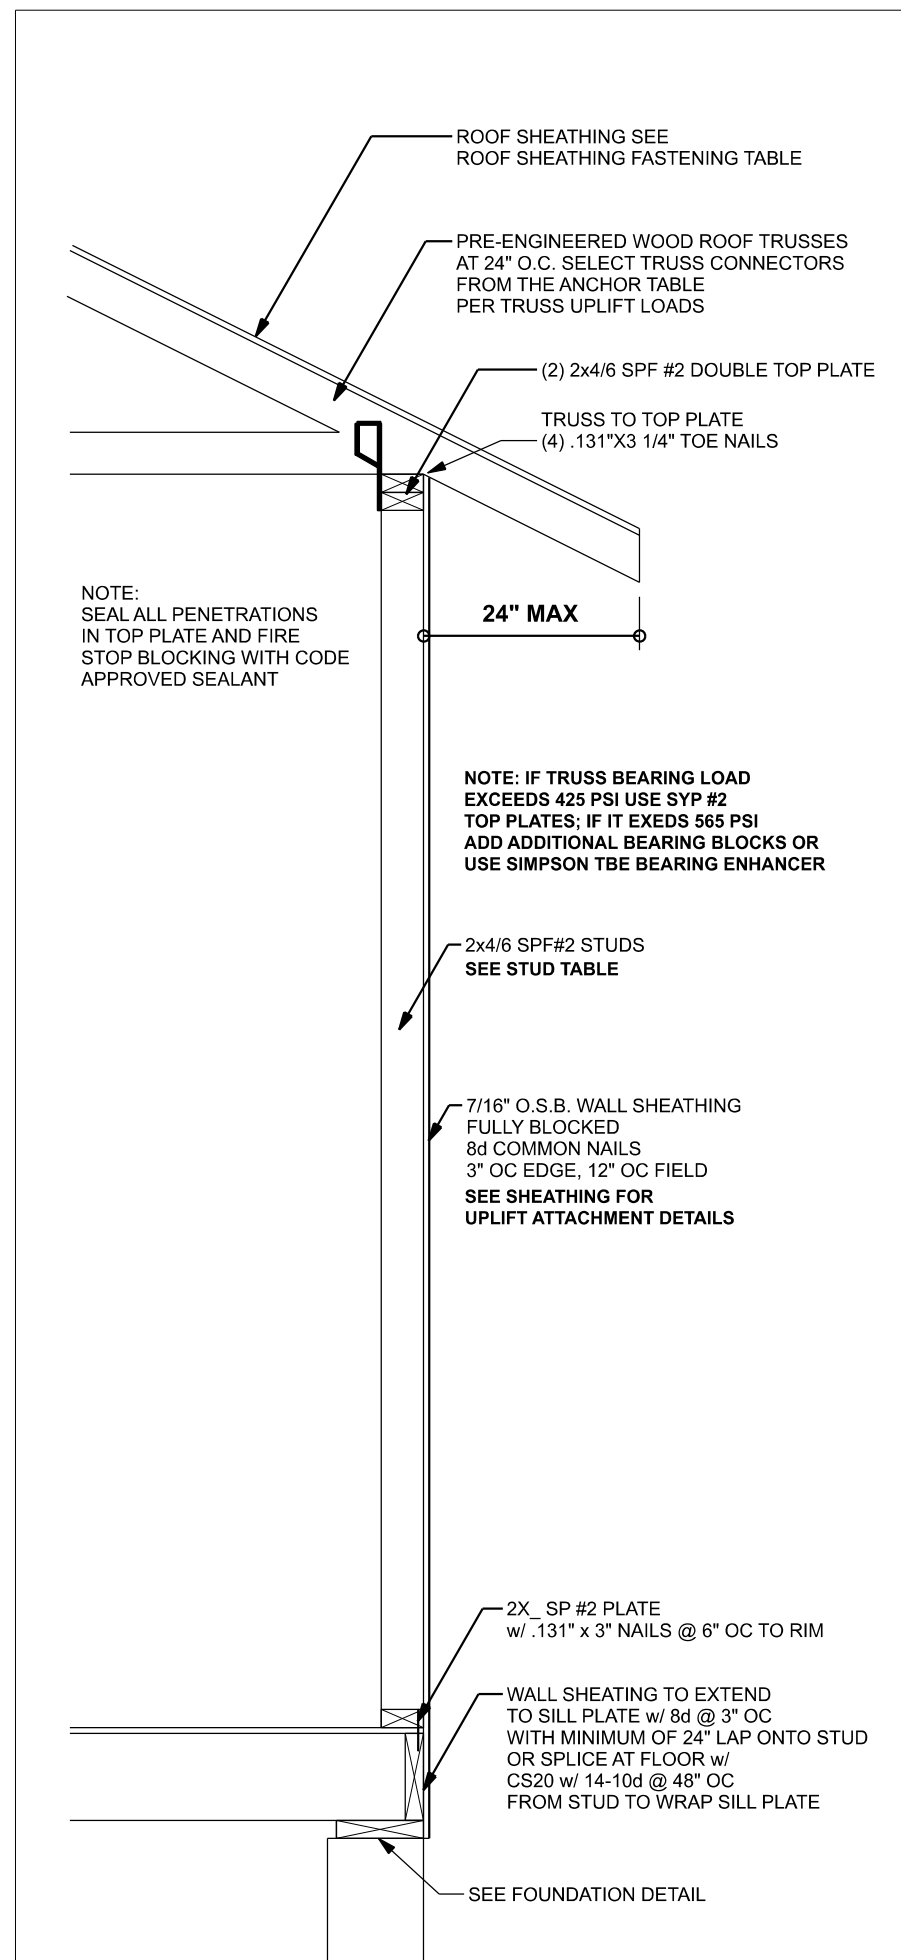 ROOF SHEATHING SEE
ROOF SHEATHING FASTENING TABLE
PRE-ENGINEERED WOOD ROOF TRUSSES
AT 24" O.C. SELECT TRUSS CONNECTORS
FROM THE ANCHOR TABLE
PER TRUSS UPLIFT LOADS
(2) 2x4/6 SPF #2 DOUBLE TOP PLATE
TRUSS TO TOP PLATE
(4) .131"X3 1/4" TOE NAILS
NOTE:
SEAL ALL PENETRATIONS
IN TOP PLATE AND FIRE
STOP BLOCKING WITH CODE
APPROVED SEALANT
24" MAX
NOTE: IF TRUSS BEARING LOAD
EXCEEDS 425 PSI USE SYP #2
TOP PLATES; IF IT EXEDS 565 PSI
ADD ADDITIONAL BEARING BLOCKS OR
USE SIMPSON TBE BEARING ENHANCER
2x4/6 SPF#2 STUDS
SEE STUD TABLE
7/16" O.S.B. WALL SHEATHING
FULLY BLOCKED
8d COMMON NAILS
3" OC EDGE, 12" OC FIELD
SEE SHEATHING FOR
UPLIFT ATTACHMENT DETAILS
2X_ SP #2 PLATE
w/ .131" x 3" NAILS @ 6" OC TO RIM
WALL SHEATING TO EXTEND
TO SILL PLATE w/ 8d @ 3" OC
WITH MINIMUM OF 24" LAP ONTO STUD
OR SPLICE AT FLOOR w/
CS20 w/ 14-10d @ 48" OC
FROM STUD TO WRAP SILL PLATE
SEE FOUNDATION DETAIL